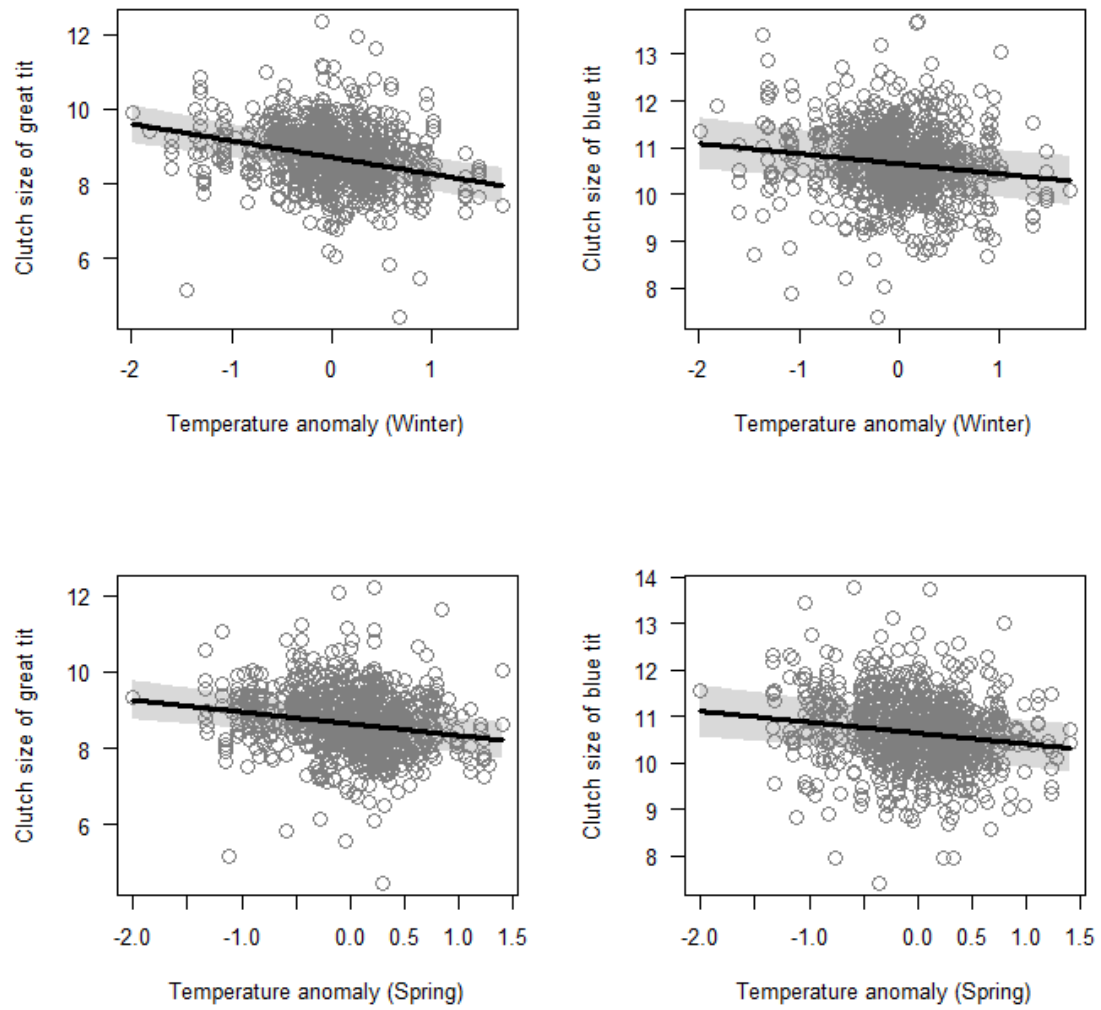 Clutch size of great tit
12
10
8
6
-2 -1 0 1
Temperature anomaly (Winter)
Clutch size of blue tit
13
12
11
10
9
8
-2 -1 0 1
Temperature anomaly (Winter)
Clutch size of great tit
12
10
8
6
-2.0 -1.0 0.0 0.5 1.0 1.5
Temperature anomaly (Spring)
Clutch size of blue tit
14
13
12
11
10
9
8
-2.0 -1.0 0.0 0.5 1.0 1.5
Temperature anomaly (Spring)